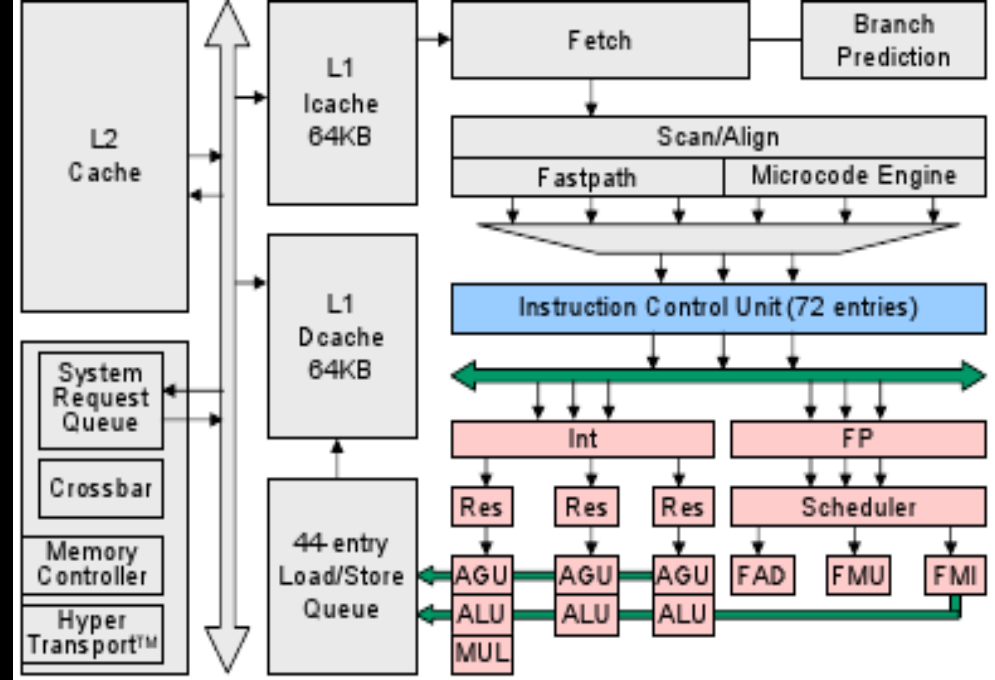 L2
Cache
System
Request
Queue
Crossbar
Memory
Controller
Hyper
Transport™
L1
Icache
64KB
L1
Dcache
64KB
44-entry
Load/Store
Queue
Fetch
Branch
Prediction
Scan/Align
Fastpath
Microcode Engine
Instruction Control Unit (72 entries)
Int
FP
Res
Res
Res
Scheduler
AGU
AGU
AGU
FAD
FMU
FMI
ALU
ALU
ALU
MUL